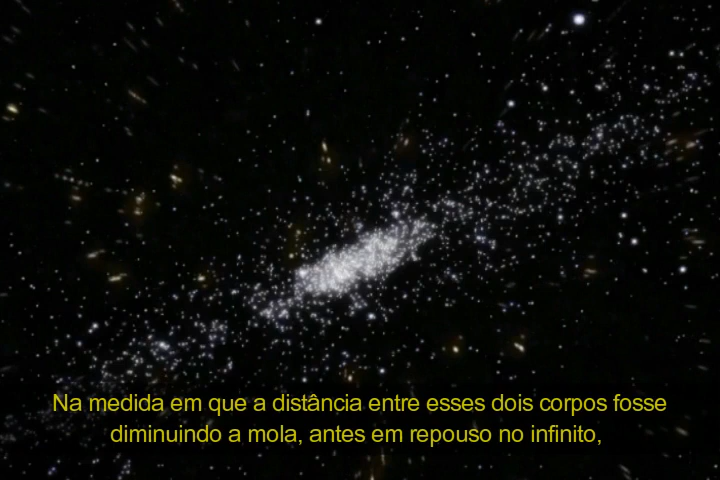 Na medida em que a distância entre esses dois corpos fosse
diminuindo a mola, antes em repouso no infinito,